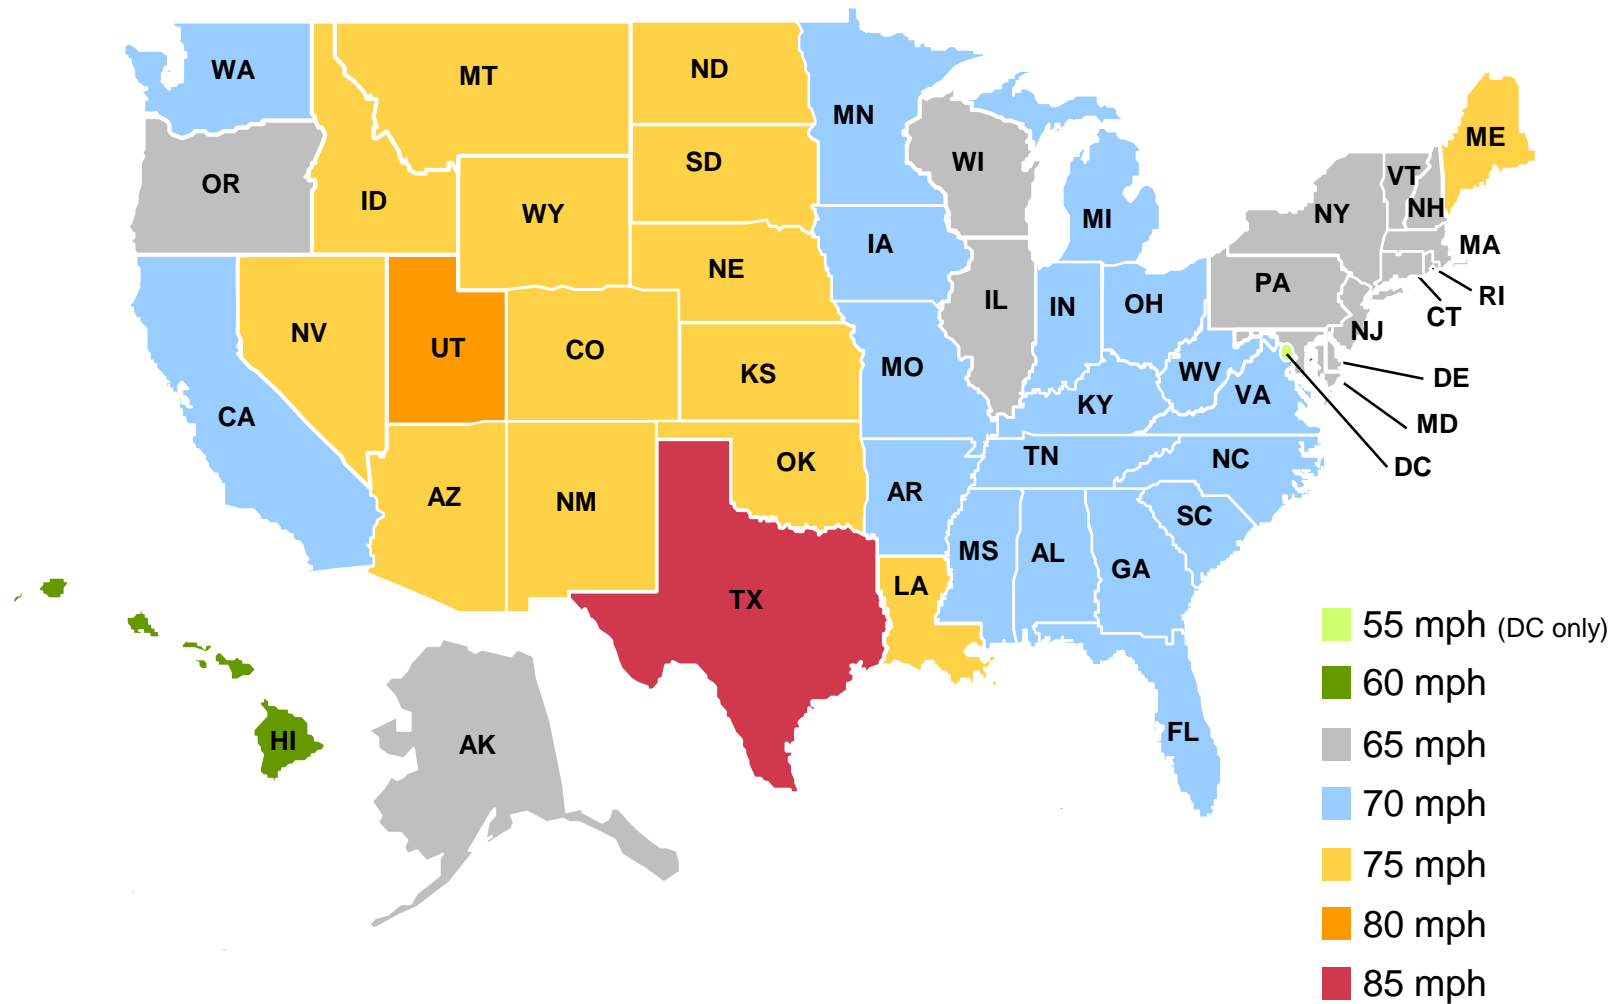 WA
MT
ND
MN
ME
WI
SD
VT
OR
ID
NH
WY
NY
MI
IA
MA
NE
PA
RI
IL
IN
OH
CT
NV
NJ
UT
CO
MO
KS
WV
DE
VA
KY
CA
MD
TN
NC
OK
DC
AR
AZ
NM
SC
MS
AL
GA
LA
TX
55 mph (DC only)
60 mph
FL
HI
AK
65 mph
70 mph
75 mph
80 mph
85 mph